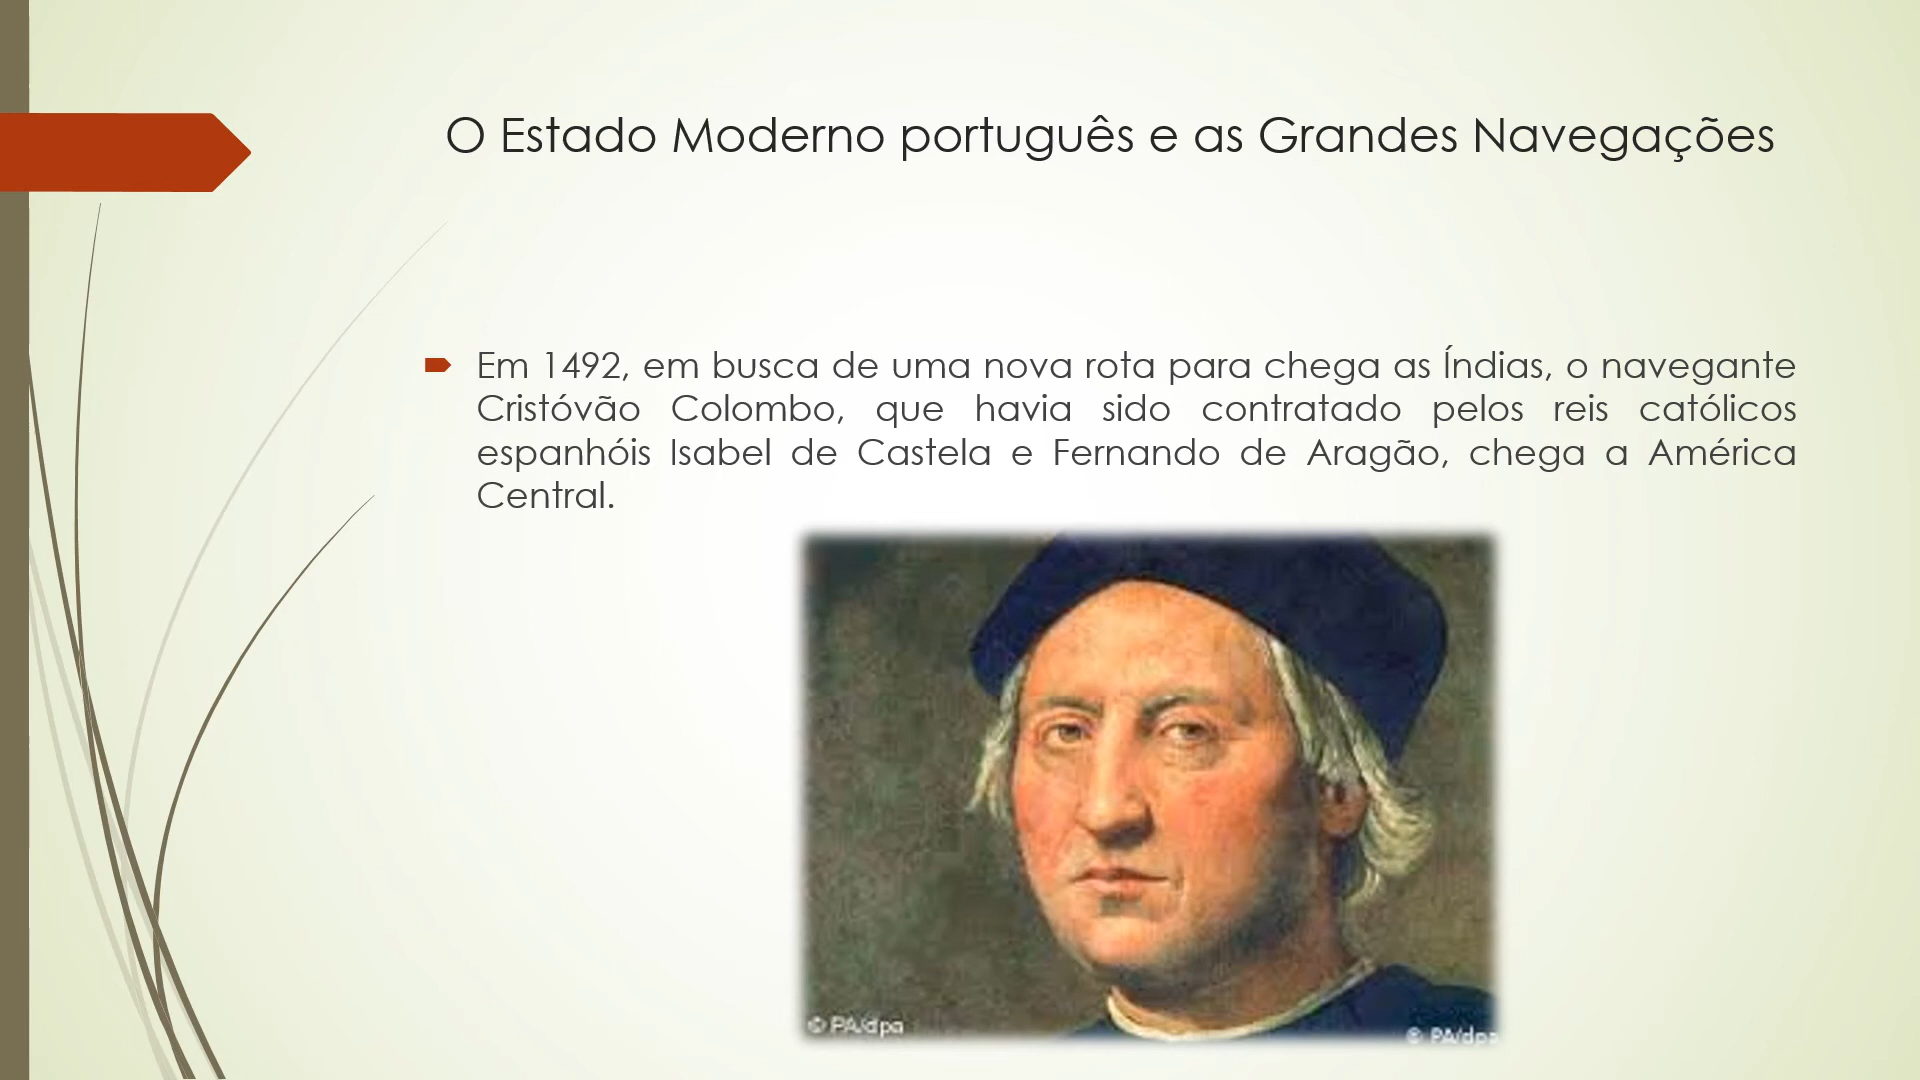 O Estado Moderno português e as Grandes Navegações
Em 1492, em busca de uma nova rota para chega as Índias, o navegante
Cristóvão Colombo, que havia sido contratado pelos reis católicos
espanhóis Isabel de Castela e Fernando de Aragão, chega a América
Central.
© PA/dpa
© PA/dpa